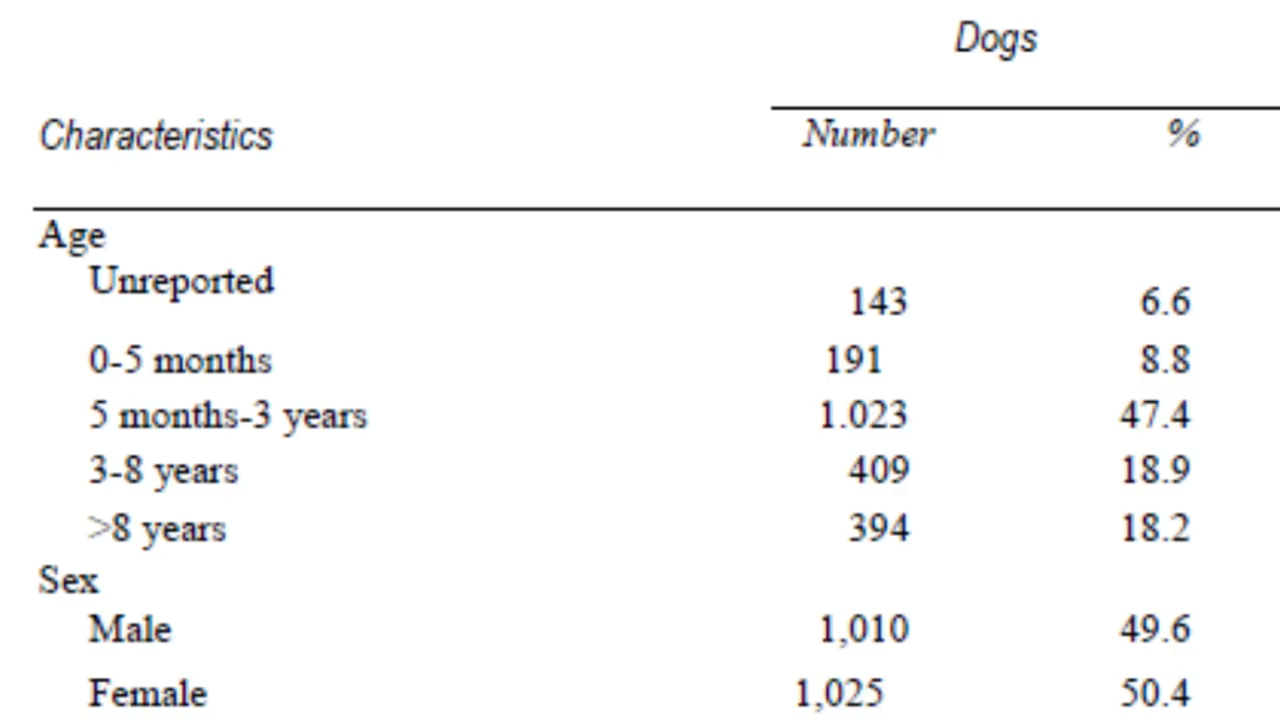 Dogs
Characteristics Number %
Age
Unreported 143 6.6
0-5 months 191 8.8
5 months-3 years 1.023 47.4
3-8 years 409 18.9
>8 years 394 18.2
Sex
Male 1,010 49.6
Female 1,025 50.4